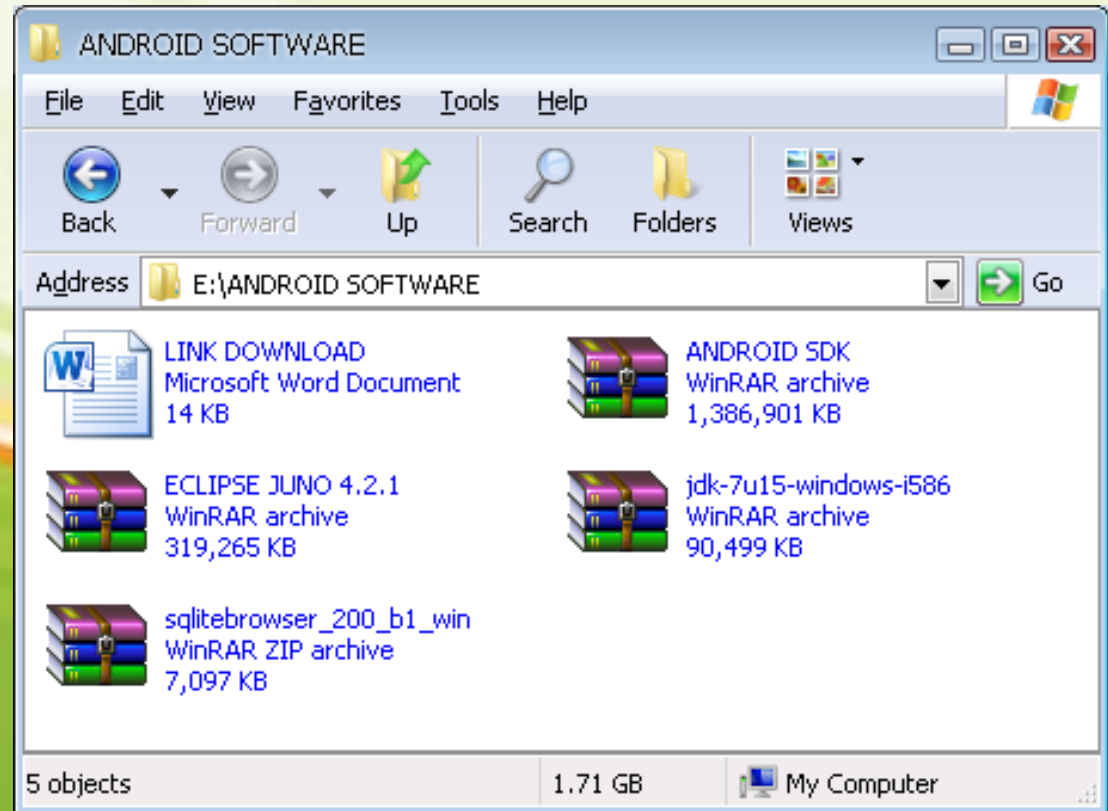 ANDROID SOFTWARE
File Edit View Favorites Tools Help
Back Forward Up Search Folders Views
Address E:\ANDROID SOFTWARE Go
LINK DOWNLOAD
Microsoft Word Document
14 KB
ANDROID SDK
WinRAR archive
1,386,901 KB
ECLIPSE JUNO 4.2.1
WinRAR archive
319,265 KB
jdk-7u15-windows-i586
WinRAR archive
90,499 KB
sqlitebrowser_200_b1_win
WinRAR ZIP archive
7,097 KB
5 objects 1.71 GB My Computer